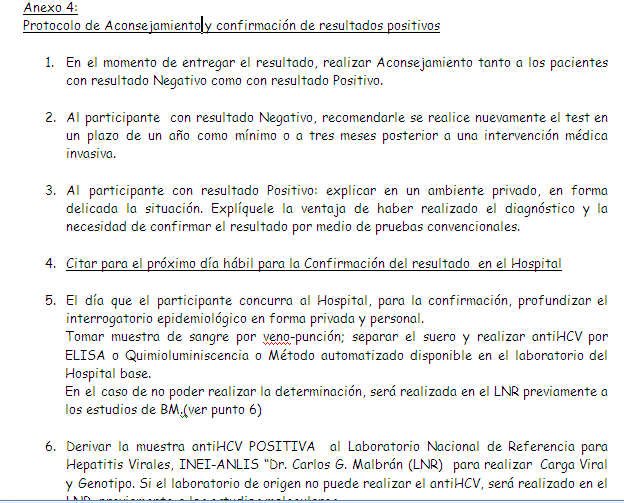 Anexo 4:
Protocolo de Aconsejamiento y confirmación de resultados positivos
1. En el momento de entregar el resultado, realizar Aconsejamiento tanto a los pacientes
con resultado Negativo como con resultado Positivo.
2. Al participante con resultado Negativo, recomendarle se realice nuevamente el test en
un plazo de un año como mínimo o a tres meses posterior a una intervención médica
invasiva.
3. Al participante con resultado Positivo: explicar en un ambiente privado, en forma
delicada la situación. Explíquele la ventaja de haber realizado el diagnóstico y la
necesidad de confirmar el resultado por medio de pruebas convencionales.
4. Citar para el próximo día hábil para la Confirmación del resultado en el Hospital
5. El día que el participante concurra al Hospital, para la confirmación, profundizar el
interrogatorio epidemiológico en forma privada y personal.
Tomar muestra de sangre por veno-punción; separar el suero y realizar antiHCV por
ELISA o Quimioluminiscencia o Método automatizado disponible en el laboratorio del
Hospital base.
En el caso de no poder realizar la determinación, será realizada en el LNR previamente a
los estudios de BM.(ver punto 6)
6. Derivar la muestra antiHCV POSITIVA al Laboratorio Nacional de Referencia para
Hepatitis Virales, INEI-ANLIS "Dr. Carlos G. Malbrán (LNR) para realizar Carga Viral
y Genotipo. Si el laboratorio de origen no puede realizar el antiHCV, será realizado en el